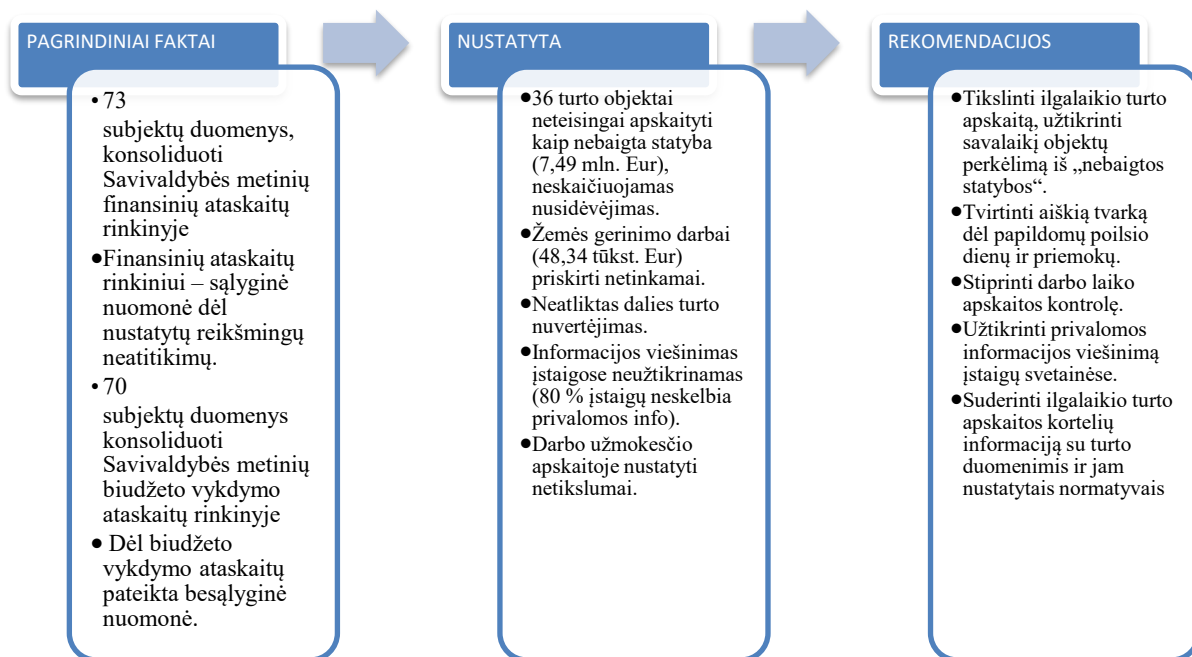 PAGRINDINIAI FAKTAI
• 73
subjektų duomenys,
konsoliduoti
Savivaldybės metinių
finansinių ataskaitų
rinkinyje
•Finansinių ataskaitų
rinkiniui – sąlyginė
nuomonė dėl
nustatytų reikšmingų
neatitikimų.
• 70
subjektų duomenys
konsoliduoti
Savivaldybės metinių
biudžeto vykdymo
ataskaitų rinkinyje
• Dėl biudžeto
vykdymo ataskaitų
pateikta besąlyginė
nuomonė.
NUSTATYTA
•36 turto objektai
neteisingai apskaityti
kaip nebaigta statyba
(7,49 mln. Eur),
neskaičiuojamas
nusidėvėjimas.
•Žemės gerinimo darbai
(48,34 tūkst. Eur)
priskirti netinkamai.
•Neatliktas dalies turto
nuvertėjimas.
•Informacijos viešinimas
įstaigose neužtikrinamas
(80 % įstaigų neskelbia
privalomos info).
•Darbo užmokesčio
apskaitoje nustatyti
netikslumai.
REKOMENDACIJOS
•Tikslinti ilgalaikio turto
apskaitą, užtikrinti
savalaikį objektų
perkėlimą iš „nebaigtos
statybos“.
•Tvirtinti aiškią tvarką
dėl papildomų poilsio
dienų ir priemokų.
•Stiprinti darbo laiko
apskaitos kontrolę.
•Užtikrinti privalomos
informacijos viešinimą
įstaigų svetainėse.
•Suderinti ilgalaikio turto
apskaitos kortelių
informaciją su turto
duomenimis ir jam
nustatytais normatyvais